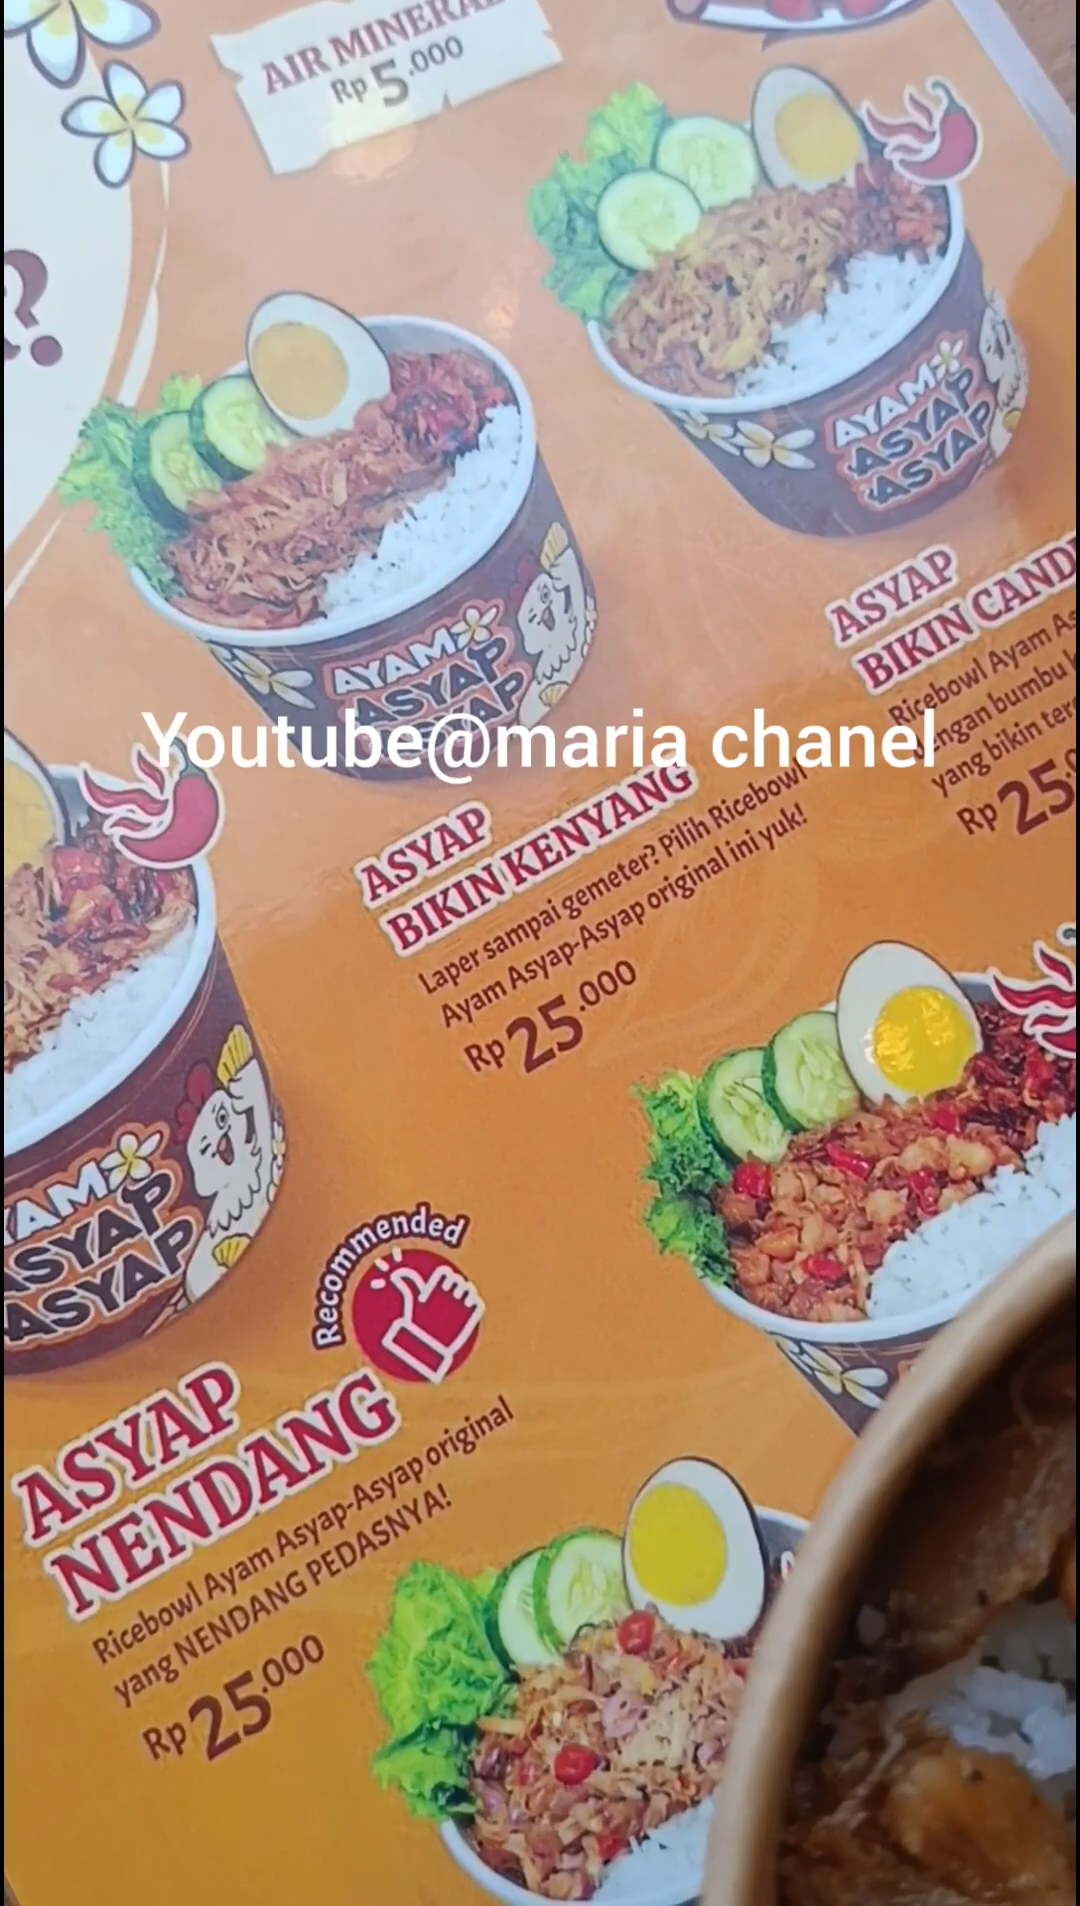 AIR MINERAL
Rp 5.000
AYAM
ASYAP
ASYAP
AYAM
ASYAP
ASYAP
Youtube@maria chanel
ASYAP
BIKIN CAND
Ricebowl Ayam As
dengan bumbu
yang bikin ter
Rp 25.0
ASYAP
BIKIN KENYANG
Laper sampai gemeter? Pilih Ricebowl
Ayam Asyap-Asyap original ini yuk!
Rp 25.000
AYAM
ASYAP
ASYAP
Recommended
ASYAP
NENDANG
Ricebowl Ayam Asyap-Asyap original
yang NENDANG PEDASNYA!
Rp 25.000